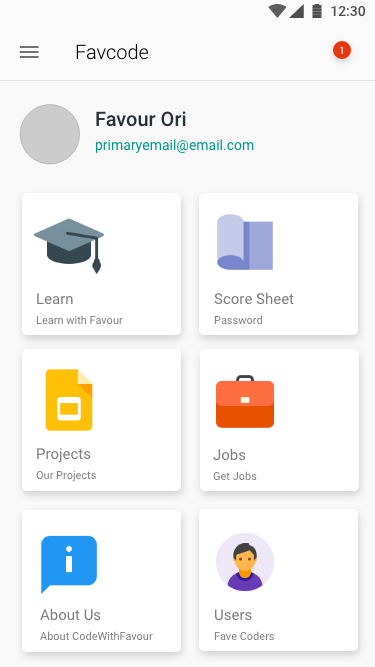 12:30
Favcode
1
Favour Ori
primaryemail@email.com
Learn
Learn with Favour
Score Sheet
Password
Projects
Our Projects
Jobs
Get Jobs
About Us
About CodeWithFavour
Users
Fave Coders